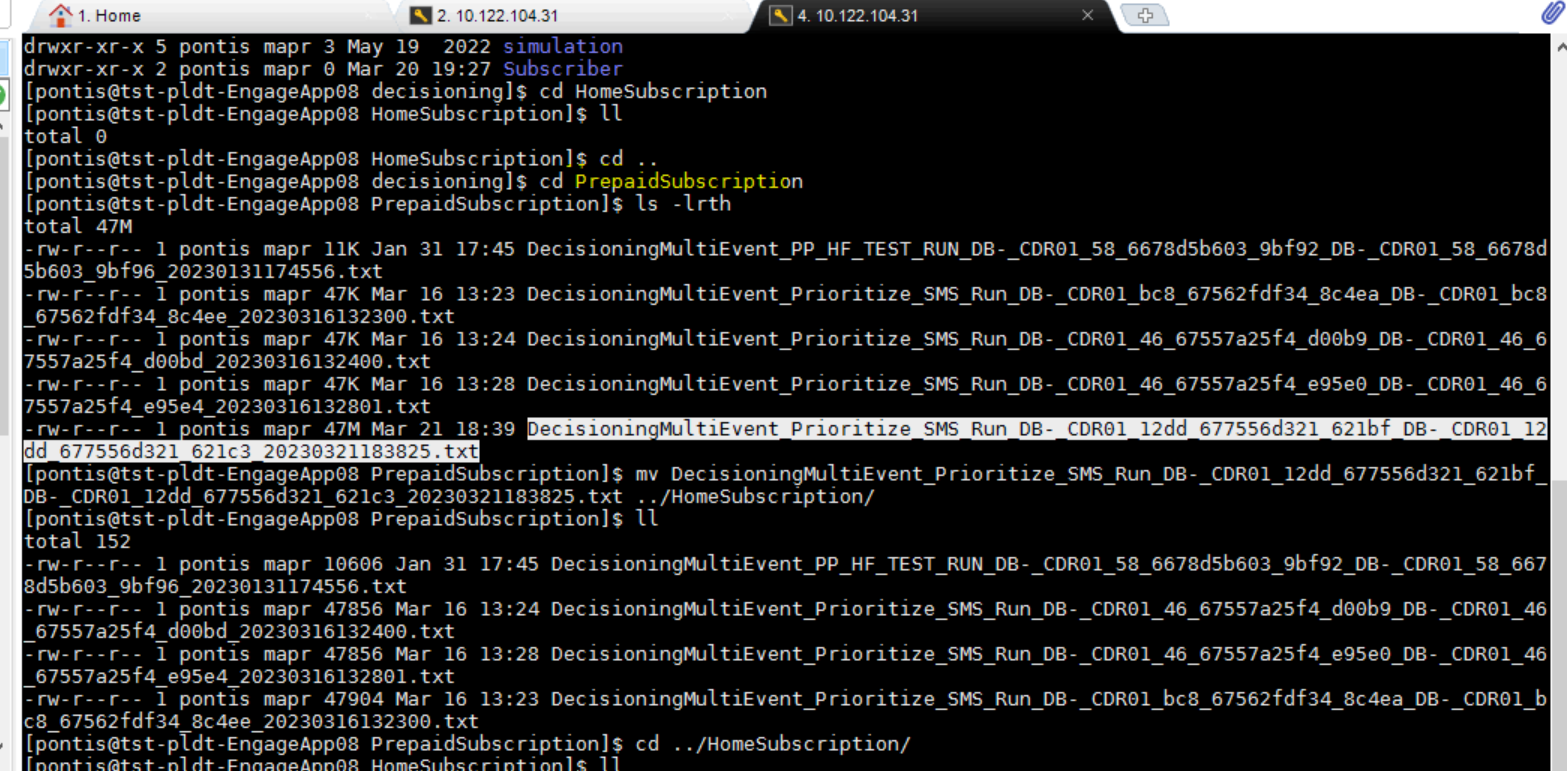 1. Home
2. 10.122.104.31
4. 10.122.104.31
drwxr-xr-x 5 pontis mapr 3 May 19  2022 simulation
drwxr-xr-x 2 pontis mapr 0 Mar 20 19:27 Subscriber
[pontis@tst-pldt-EngageApp08 decisioning]$ cd HomeSubscription
[pontis@tst-pldt-EngageApp08 HomeSubscription]$ ll
total 0
[pontis@tst-pldt-EngageApp08 HomeSubscription]$ cd ..
[pontis@tst-pldt-EngageApp08 decisioning]$ cd PrepaidSubscription
[pontis@tst-pldt-EngageApp08 PrepaidSubscription]$ ls -lrth
total 47M
-rw-r--r-- 1 pontis mapr 11K Jan 31 17:45 DecisioningMultiEvent_PP_HF_TEST_RUN_DB-_CDR01_58_6678d5b603_9bf92_DB-_CDR01_58_6678d
5b603_9bf96_20230131174556.txt
-rw-r--r-- 1 pontis mapr 47K Mar 16 13:23 DecisioningMultiEvent_Prioritize_SMS_Run_DB-_CDR01_bc8_67562fdf34_8c4ea_DB-_CDR01_bc8
_67562fdf34_8c4ee_20230316132300.txt
-rw-r--r-- 1 pontis mapr 47K Mar 16 13:24 DecisioningMultiEvent_Prioritize_SMS_Run_DB-_CDR01_46_67557a25f4_d00b9_DB-_CDR01_46_6
7557a25f4_d00bd_20230316132400.txt
-rw-r--r-- 1 pontis mapr 47K Mar 16 13:28 DecisioningMultiEvent_Prioritize_SMS_Run_DB-_CDR01_46_67557a25f4_e95e0_DB-_CDR01_46_6
7557a25f4_e95e4_20230316132801.txt
-rw-r--r-- 1 pontis mapr 47M Mar 21 18:39 DecisioningMultiEvent_Prioritize_SMS_Run_DB-_CDR01_12dd_677556d321_621bf_DB-_CDR01_12
dd_677556d321_621c3_20230321183825.txt
[pontis@tst-pldt-EngageApp08 PrepaidSubscription]$ mv DecisioningMultiEvent_Prioritize_SMS_Run_DB-_CDR01_12dd_677556d321_621bf_
DB-_CDR01_12dd_677556d321_621c3_20230321183825.txt ../HomeSubscription/
[pontis@tst-pldt-EngageApp08 PrepaidSubscription]$ ll
total 152
-rw-r--r-- 1 pontis mapr 10606 Jan 31 17:45 DecisioningMultiEvent_PP_HF_TEST_RUN_DB-_CDR01_58_6678d5b603_9bf92_DB-_CDR01_58_667
8d5b603_9bf96_20230131174556.txt
-rw-r--r-- 1 pontis mapr 47856 Mar 16 13:24 DecisioningMultiEvent_Prioritize_SMS_Run_DB-_CDR01_46_67557a25f4_d00b9_DB-_CDR01_46
_67557a25f4_d00bd_20230316132400.txt
-rw-r--r-- 1 pontis mapr 47856 Mar 16 13:28 DecisioningMultiEvent_Prioritize_SMS_Run_DB-_CDR01_46_67557a25f4_e95e0_DB-_CDR01_46
_67557a25f4_e95e4_20230316132801.txt
-rw-r--r-- 1 pontis mapr 47904 Mar 16 13:23 DecisioningMultiEvent_Prioritize_SMS_Run_DB-_CDR01_bc8_67562fdf34_8c4ea_DB-_CDR01_b
c8_67562fdf34_8c4ee_20230316132300.txt
[pontis@tst-pldt-EngageApp08 PrepaidSubscription]$ cd ../HomeSubscription/
[pontis@tst-pldt-EngageApp08 HomeSubscription]$ ll